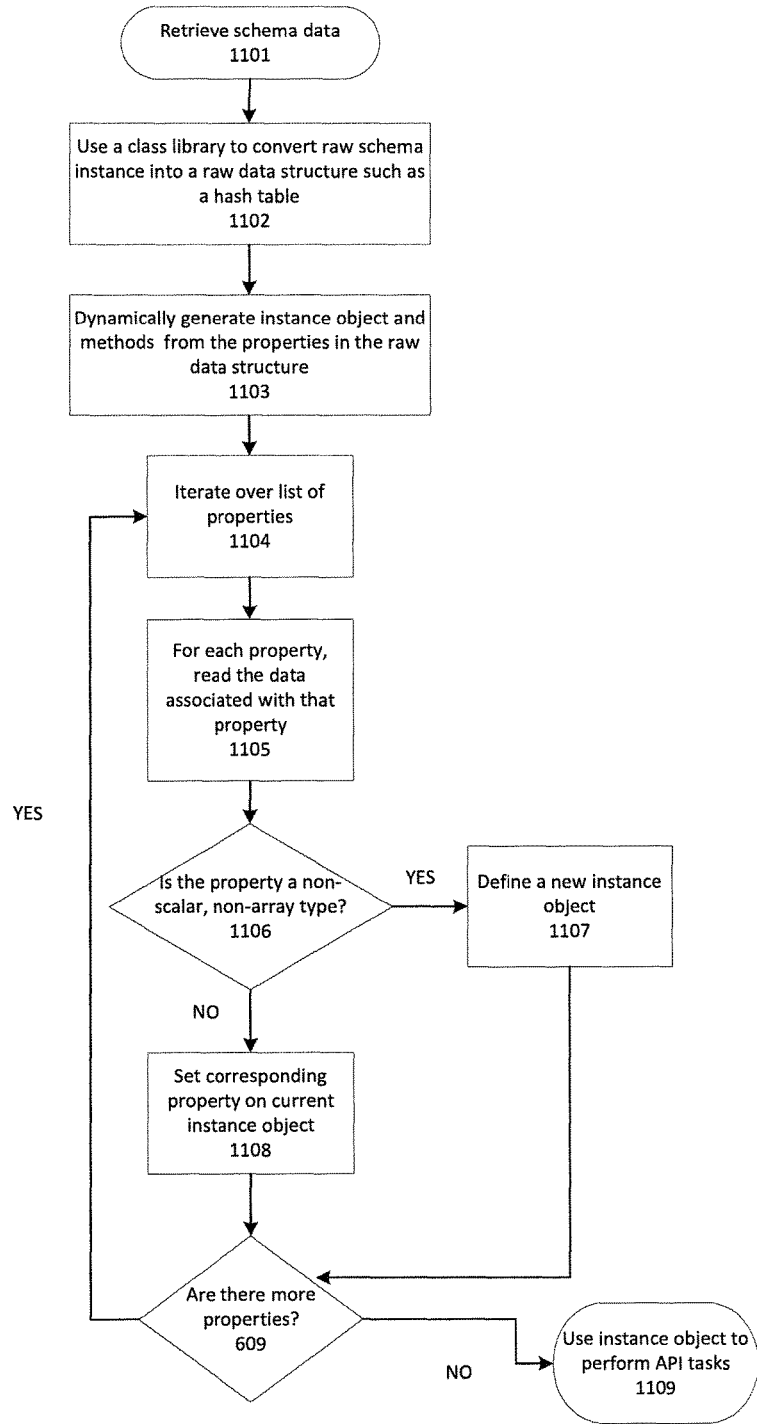 Retrieve schema data
1101
Use a class library to convert raw schema
instance into a raw data structure such as
a hash table
1102
Dynamically generate instance object and
methods from the properties in the raw
data structure
1103
Iterate over list of
properties
1104
For each property,
read the data
associated with that
property
1105
YES
Is the property a non-
scalar, non-array type?
1106
YES
Define a new instance
object
1107
NO
Set corresponding
property on current
instance object
1108
Are there more
properties?
609
NO
Use instance object to
perform API tasks
1109